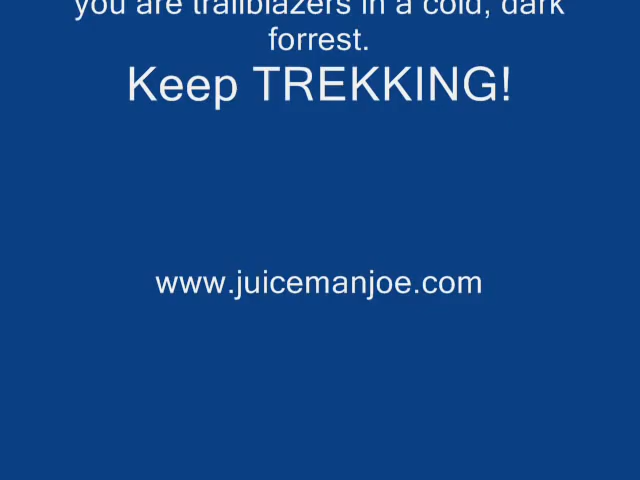 you are trailblazers in a cold, dark
forrest.
Keep TREKKING!
www.juicemanjoe.com